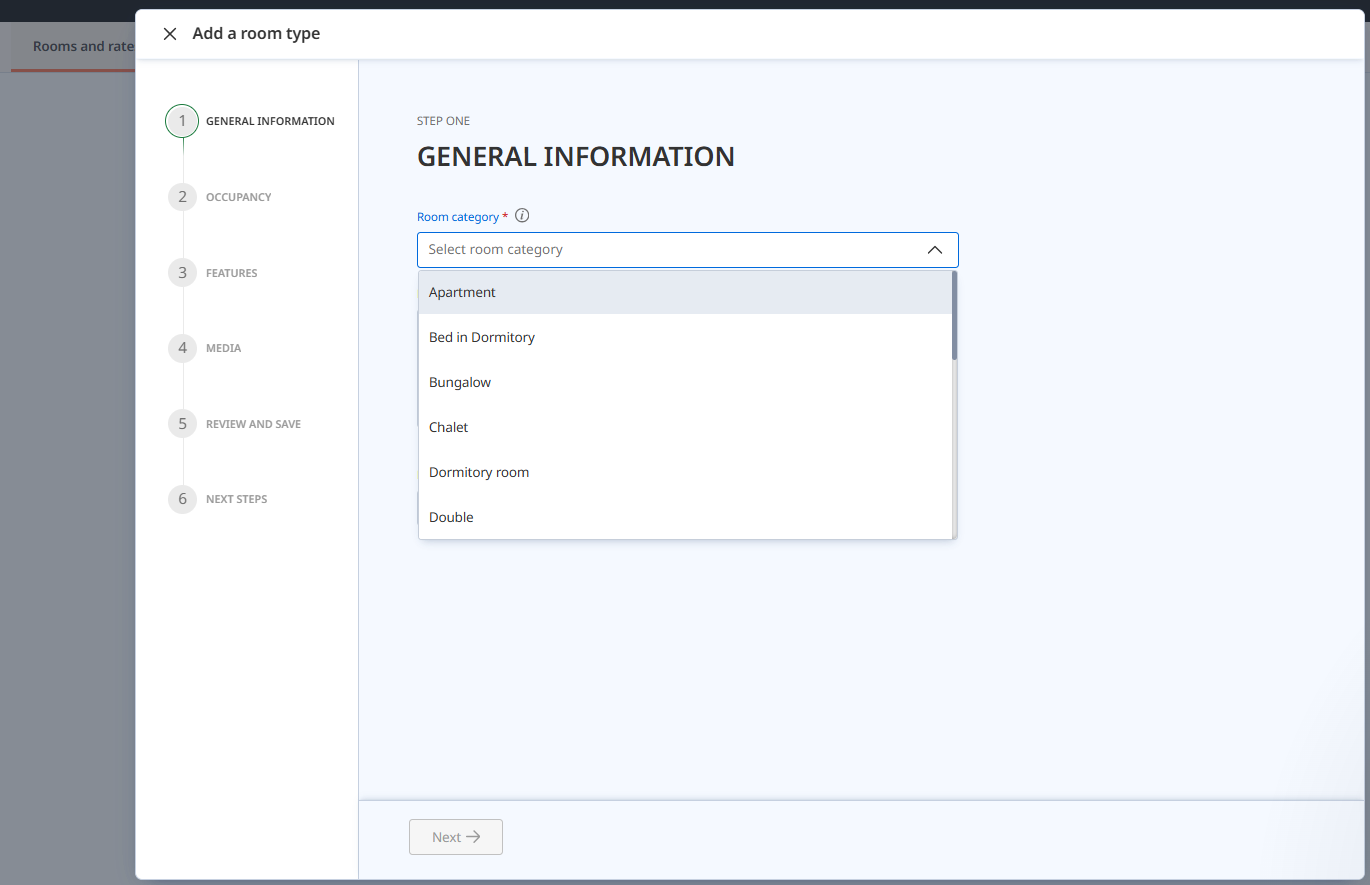 Add a room type
Rooms and rate
1 GENERAL INFORMATION
2 OCCUPANCY
3 FEATURES
4 MEDIA
5 REVIEW AND SAVE
6 NEXT STEPS
STEP ONE
GENERAL INFORMATION
Room category *
Select room category
Apartment
Bed in Dormitory
Bungalow
Chalet
Dormitory room
Double
Next